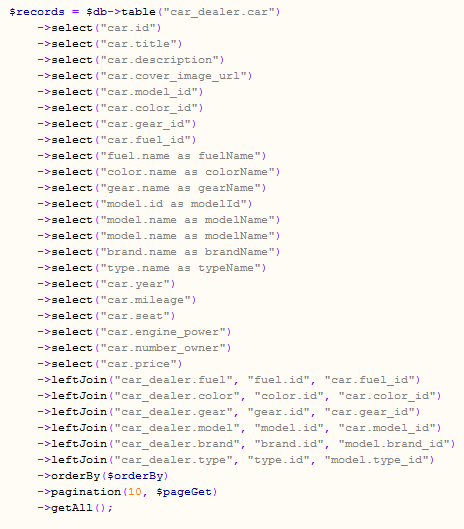 $records = $db->table("car_dealer.car")
->select("car.id")
->select("car.title")
->select("car.description")
->select("car.cover_image_url")
->select("car.model_id")
->select("car.color_id")
->select("car.gear_id")
->select("car.fuel_id")
->select("fuel.name as fuelName")
->select("color.name as colorName")
->select("gear.name as gearName")
->select("model.id as modelId")
->select("model.name as modelName")
->select("model.name as modelName")
->select("brand.name as brandName")
->select("type.name as typeName")
->select("car.year")
->select("car.mileage")
->select("car.seat")
->select("car.engine_power")
->select("car.number_owner")
->select("car.price")
->leftJoin("car_dealer.fuel", "fuel.id", "car.fuel_id")
->leftJoin("car_dealer.color", "color.id", "car.color_id")
->leftJoin("car_dealer.gear", "gear.id", "car.gear_id")
->leftJoin("car_dealer.model", "model.id", "car.model_id")
->leftJoin("car_dealer.brand", "brand.id", "model.brand_id")
->leftJoin("car_dealer.type", "type.id", "model.type_id")
->orderBy($orderBy)
->pagination(10, $pageGet)
->getAll();